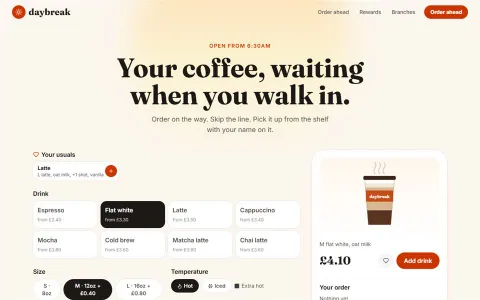 daybreak
Order ahead
Rewards
Branches
Order ahead
OPEN FROM 6:30AM
Your coffee, waiting
when you walk in.
Order on the way. Skip the line. Pick it up from the shelf
with your name on it.
Your usuals
Latte
L latte, oat milk, +1 shot, vanilla
Drink
Espresso
from £2.40
Flat white
from £3.30
Latte
from £3.50
Cappuccino
from £3.40
Mocha
from £3.80
Cold brew
from £3.60
Matcha latte
from £3.80
Chai latte
from £3.60
Size
S ·
8oz
M · 12oz +
£0.40
L · 16oz +
£0.80
Temperature
Hot
Iced
Extra hot
daybreak
M flat white, oat milk
£4.10
Add drink
Your order